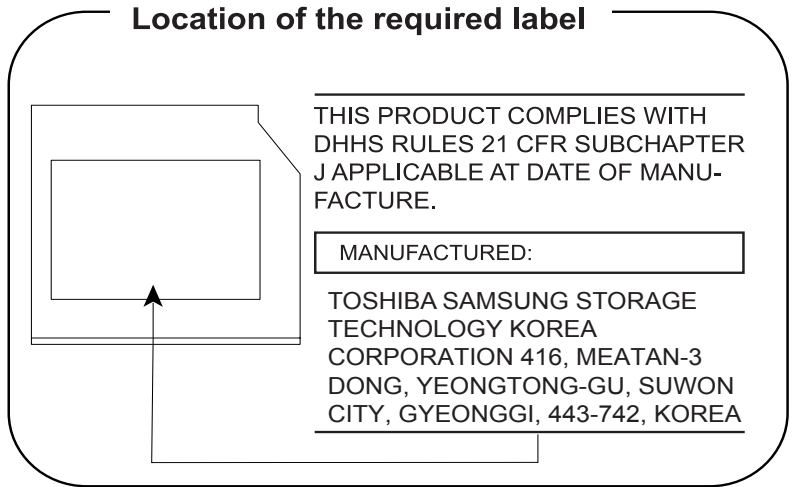 Location of the required label
THIS PRODUCT COMPLIES WITH
DHHS RULES 21 CFR SUBCHAPTER
J APPLICABLE AT DATE OF MANU-
FACTURE.
MANUFACTURED:
TOSHIBA SAMSUNG STORAGE
TECHNOLOGY KOREA
CORPORATION 416, MEATAN-3
DONG, YEONGTONG-GU, SUWON
CITY, GYEONGGI, 443-742, KOREA